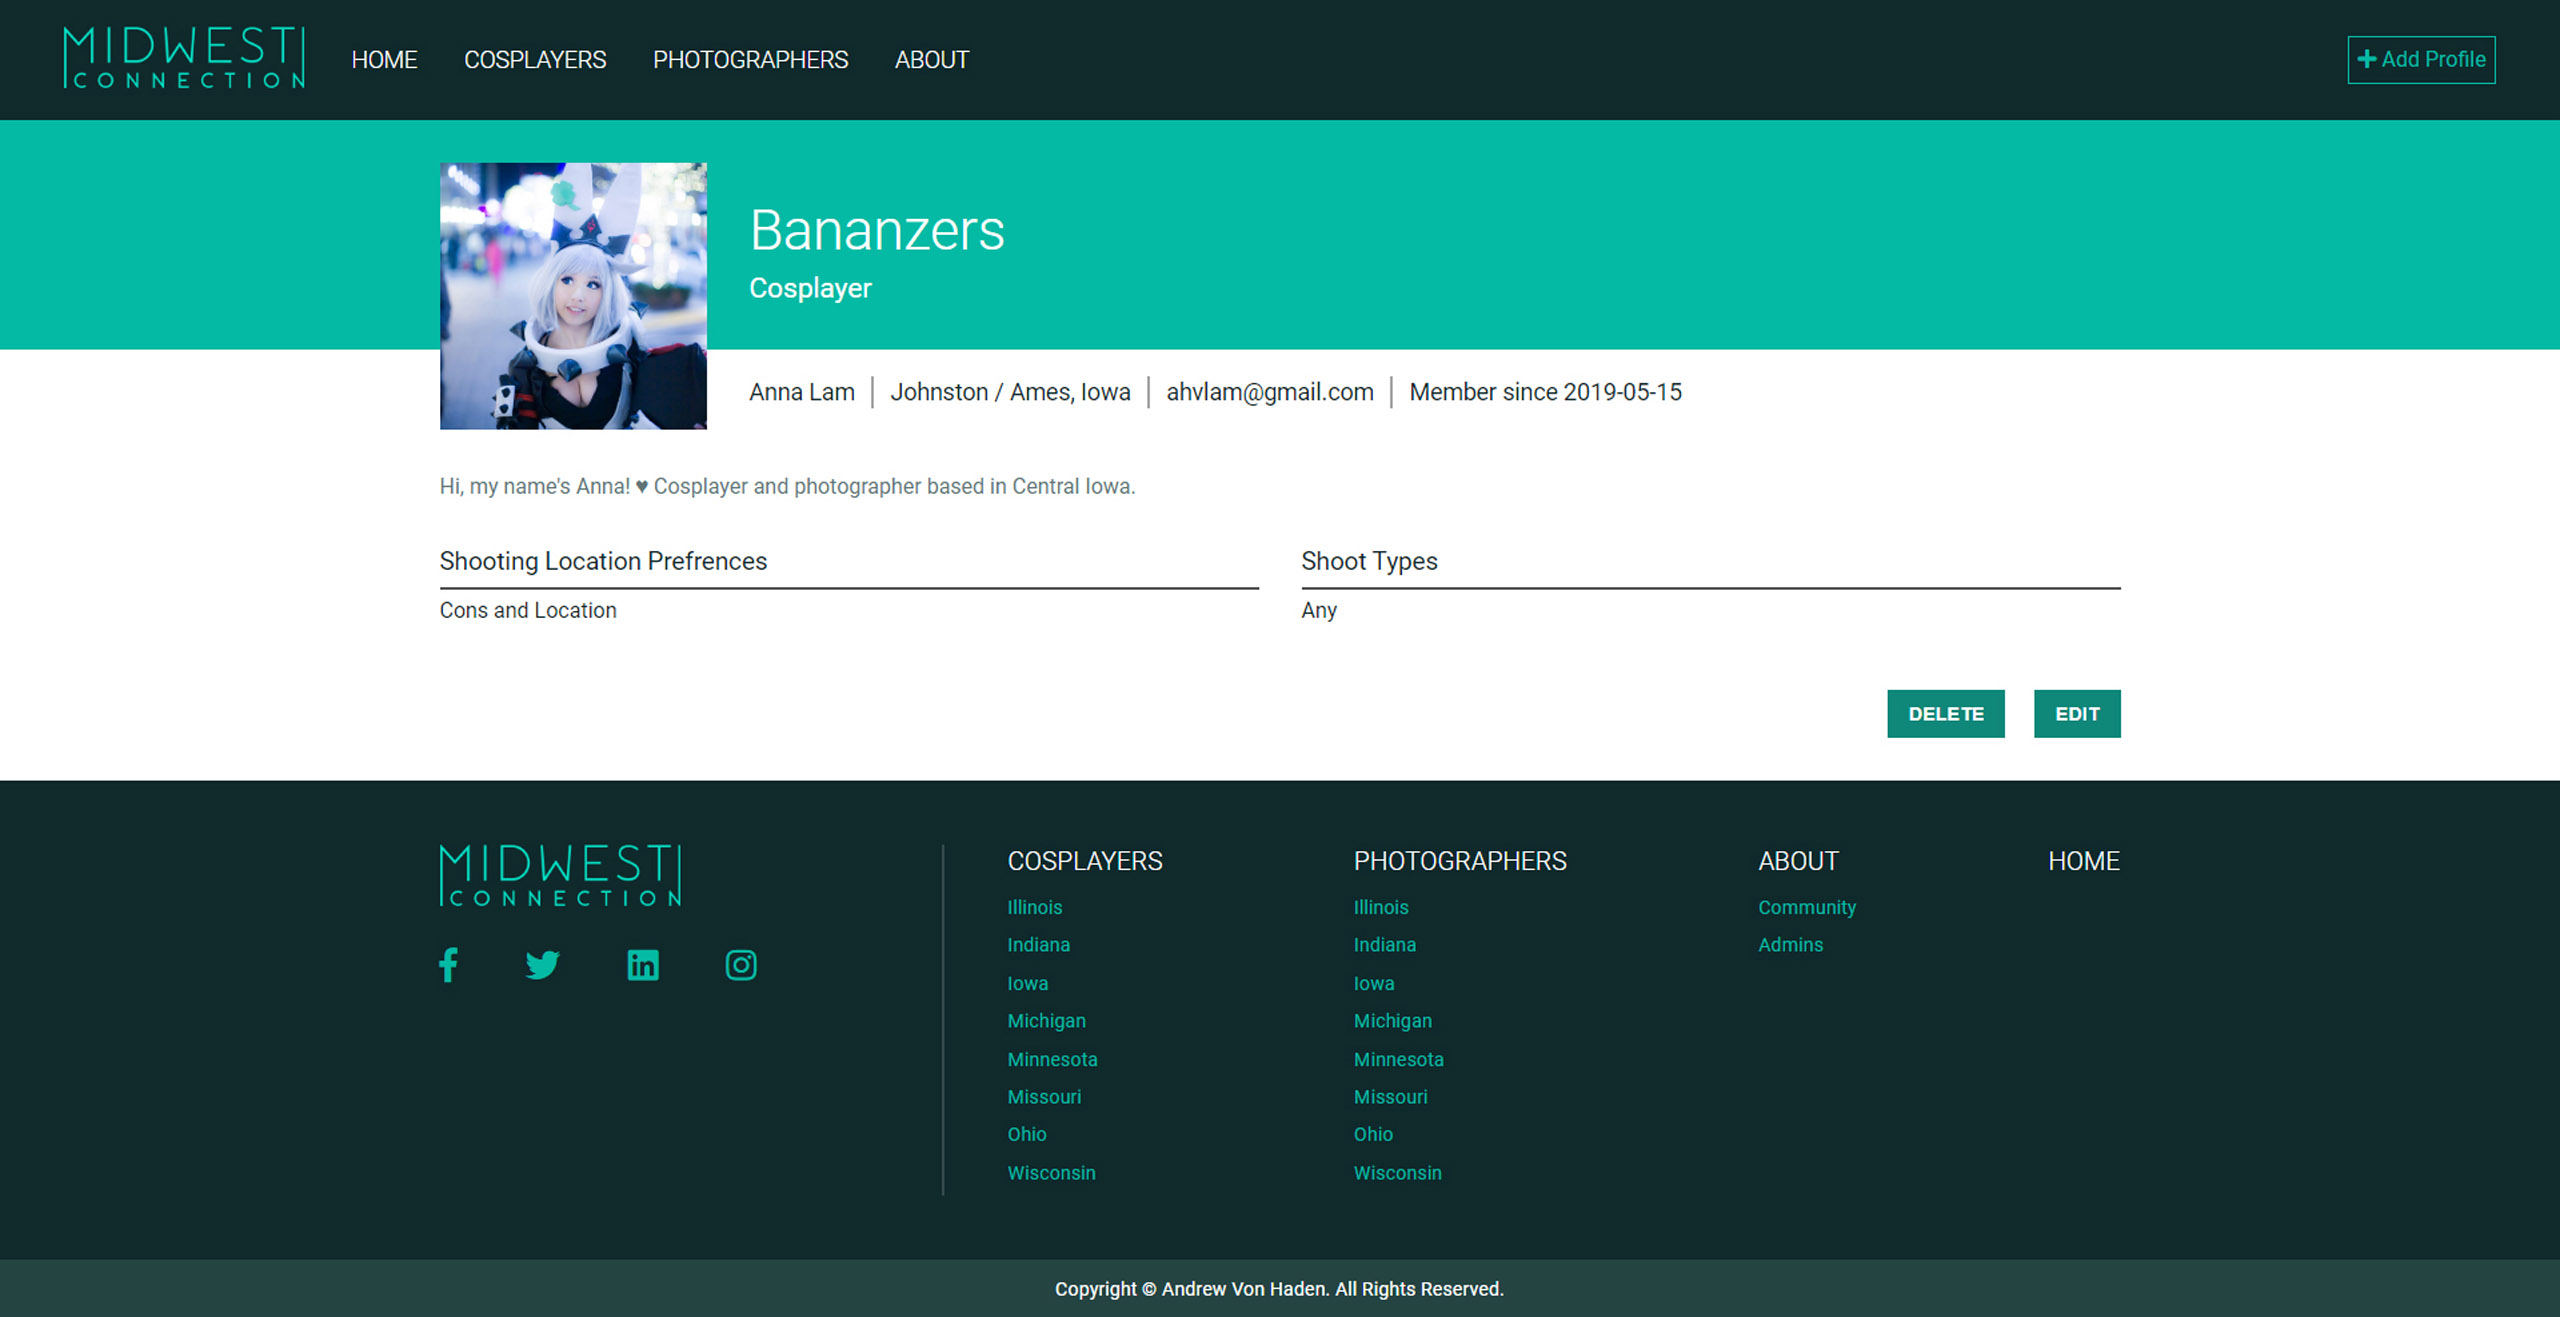 MIDWEST
CONNECTION
HOME COSPLAYERS PHOTOGRAPHERS ABOUT
Add Profile
Bananzers
Cosplayer
Anna Lam | Johnston / Ames, Iowa | ahvlam@gmail.com | Member since 2019-05-15
Hi, my name's Anna! ♥ Cosplayer and photographer based in Central Iowa.
Shooting Location Prefrences
Cons and Location
Shoot Types
Any
DELETE EDIT
MIDWEST
CONNECTION
COSPLAYERS
Illinois
Indiana
Iowa
Michigan
Minnesota
Missouri
Ohio
Wisconsin
PHOTOGRAPHERS
Illinois
Indiana
Iowa
Michigan
Minnesota
Missouri
Ohio
Wisconsin
ABOUT
Community
Admins
HOME
Copyright © Andrew Von Haden. All Rights Reserved.